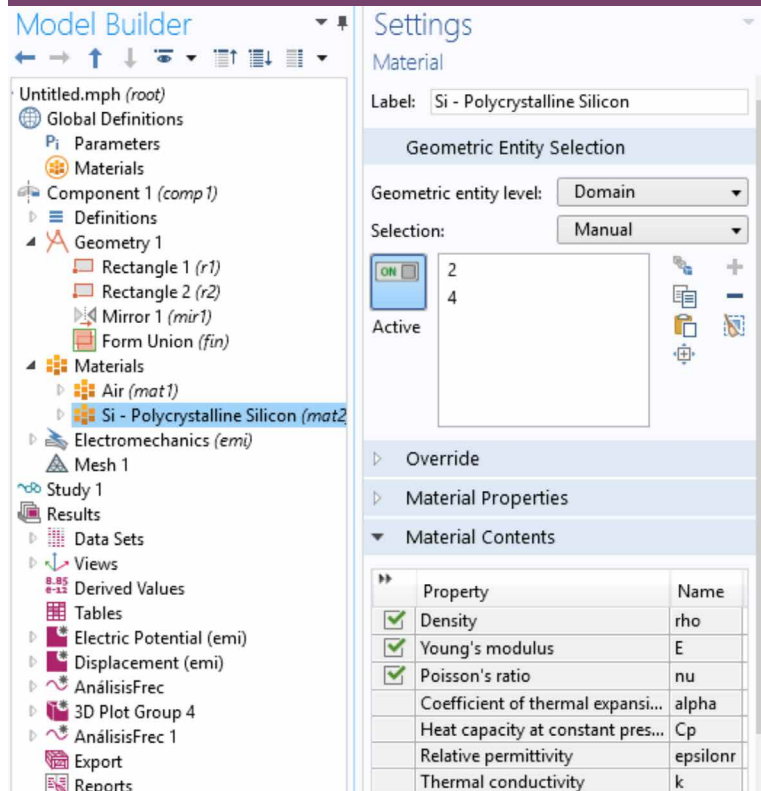 Model Builder
Untitled.mph (root)
Global Definitions
Pi Parameters
Materials
Component 1 (comp1)
Definitions
Geometry 1
Rectangle 1 (r1)
Rectangle 2 (r2)
Mirror 1 (mir1)
Form Union (fin)
Materials
Air (mat1)
Si - Polycrystalline Silicon (mat2
Electromechanics (emi)
Mesh 1
Study 1
Results
Data Sets
Views
8.85
e-12 Derived Values
Tables
Electric Potential (emi)
Displacement (emi)
AnálisisFrec
3D Plot Group 4
AnálisisFrec 1
Export
Reports
Settings
Material
Label: Si - Polycrystalline Silicon
Geometric Entity Selection
Geometric entity level: Domain
Selection: Manual
ON
Active
2
4
Override
Material Properties
Material Contents
Property Name
Density rho
Young's modulus E
Poisson's ratio nu
Coefficient of thermal expansi... alpha
Heat capacity at constant pres... Cp
Relative permittivity epsilonr
Thermal conductivity k